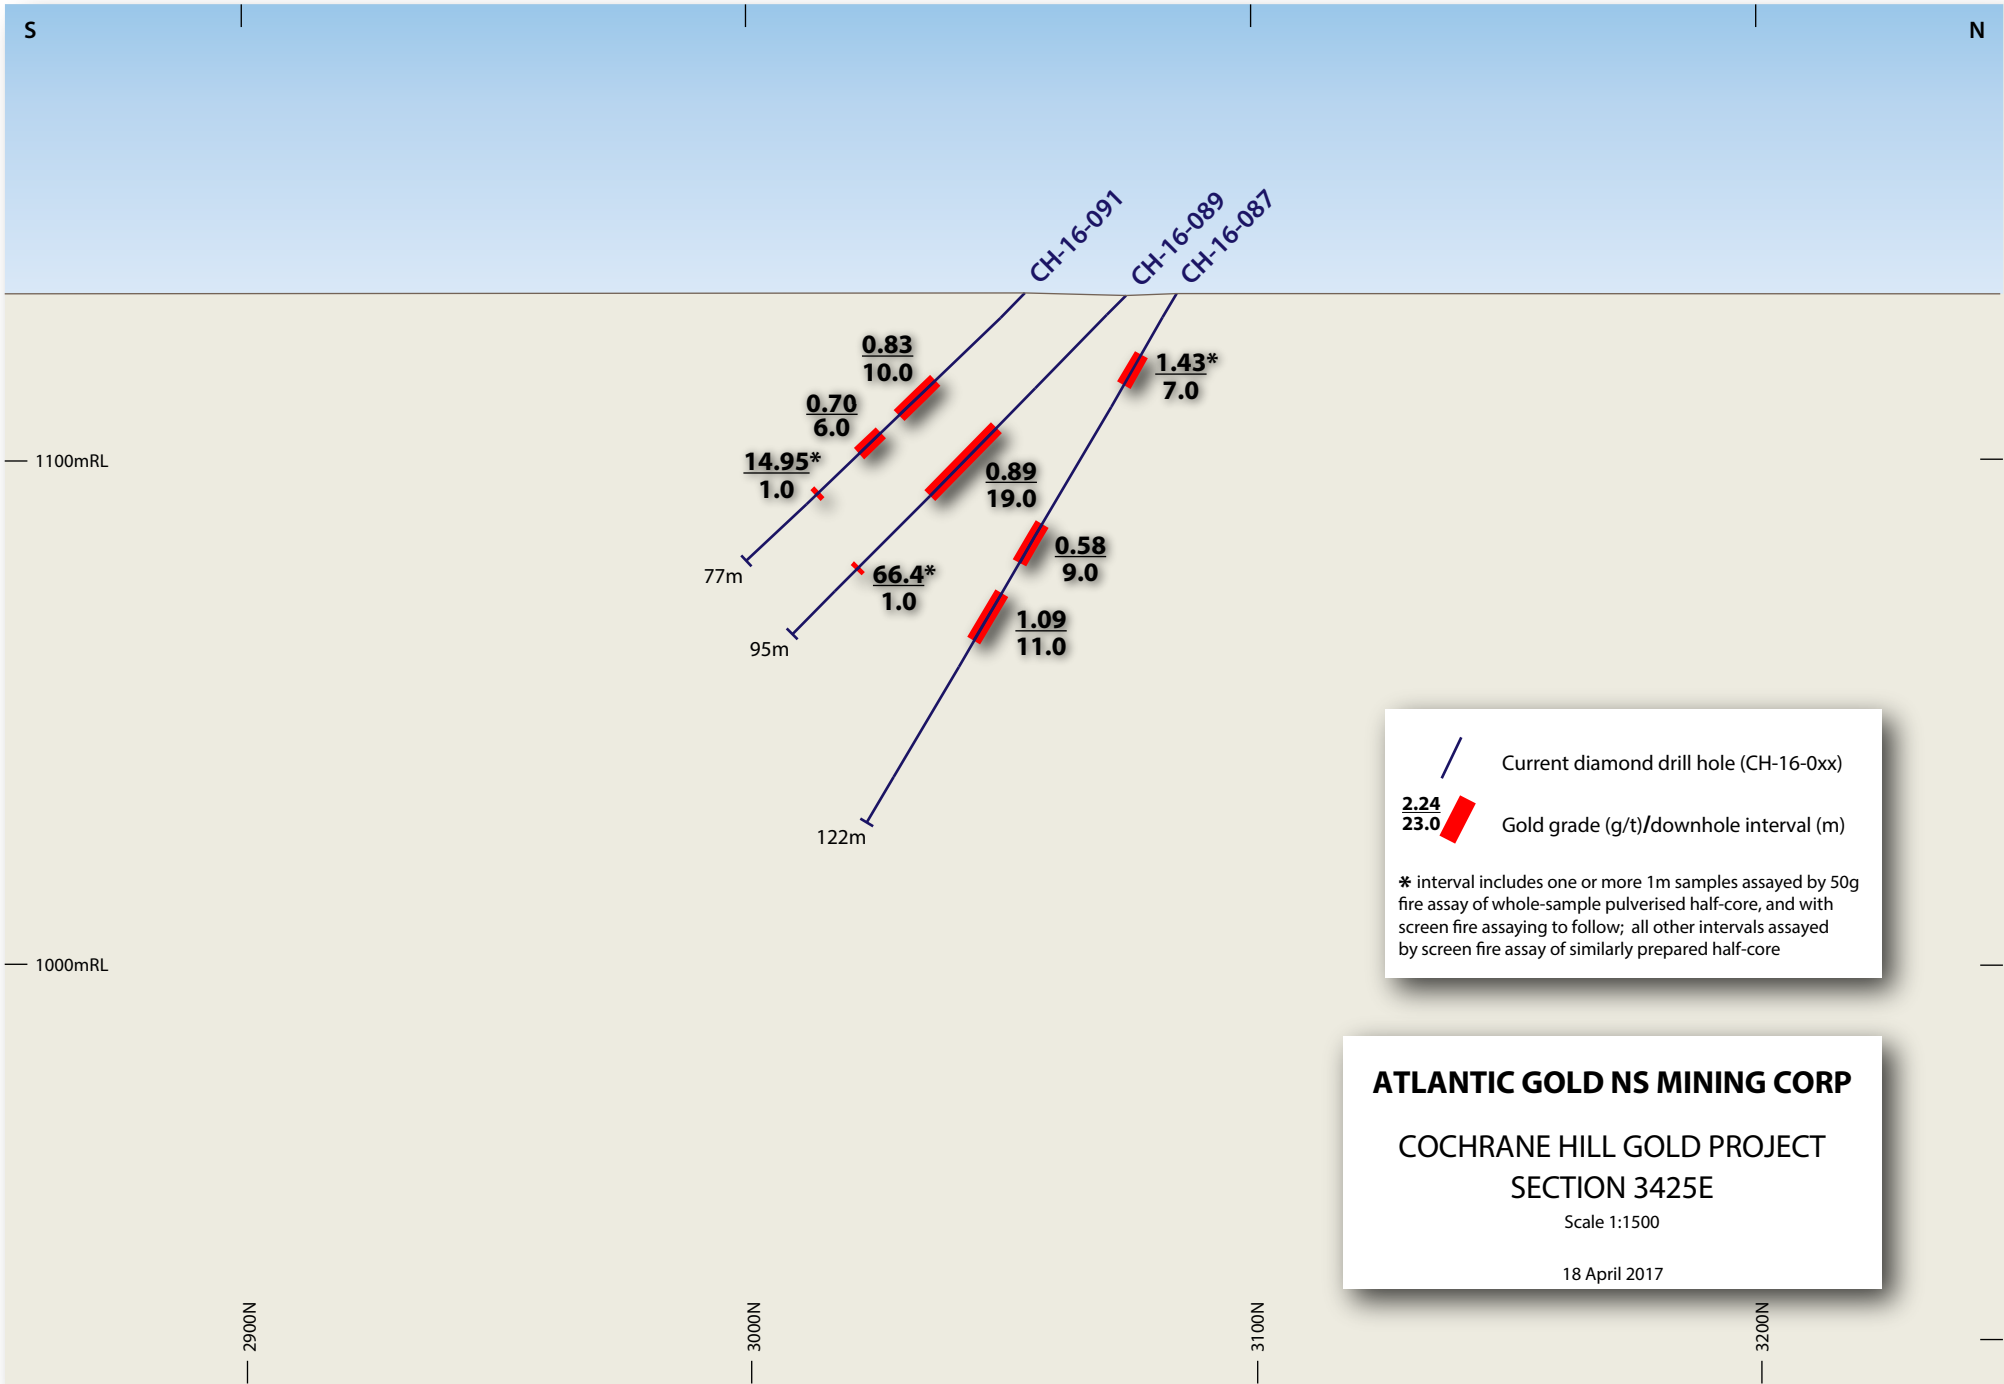 S
N
CH-16-091
CH-16-089
CH-16-087
0.83
10.0
1.43*
7.0
0.70
6.0
14.95*
1.0
1100mRL
0.89
19.0
0.58
9.0
77m
66.4*
1.0
1.09
11.0
95m
122m
Current diamond drill hole (CH-16-0xx)
2.24
23.0
Gold grade (g/t)/downhole interval (m)
* interval includes one or more 1m samples assayed by 50g
fire assay of whole-sample pulverised half-core, and with
screen fire assaying to follow; all other intervals assayed
by screen fire assay of similarly prepared half-core
1000mRL
ATLANTIC GOLD NS MINING CORP
COCHRANE HILL GOLD PROJECT
SECTION 3425E
Scale 1:1500
18 April 2017
2900N
3000N
3100N
3200N